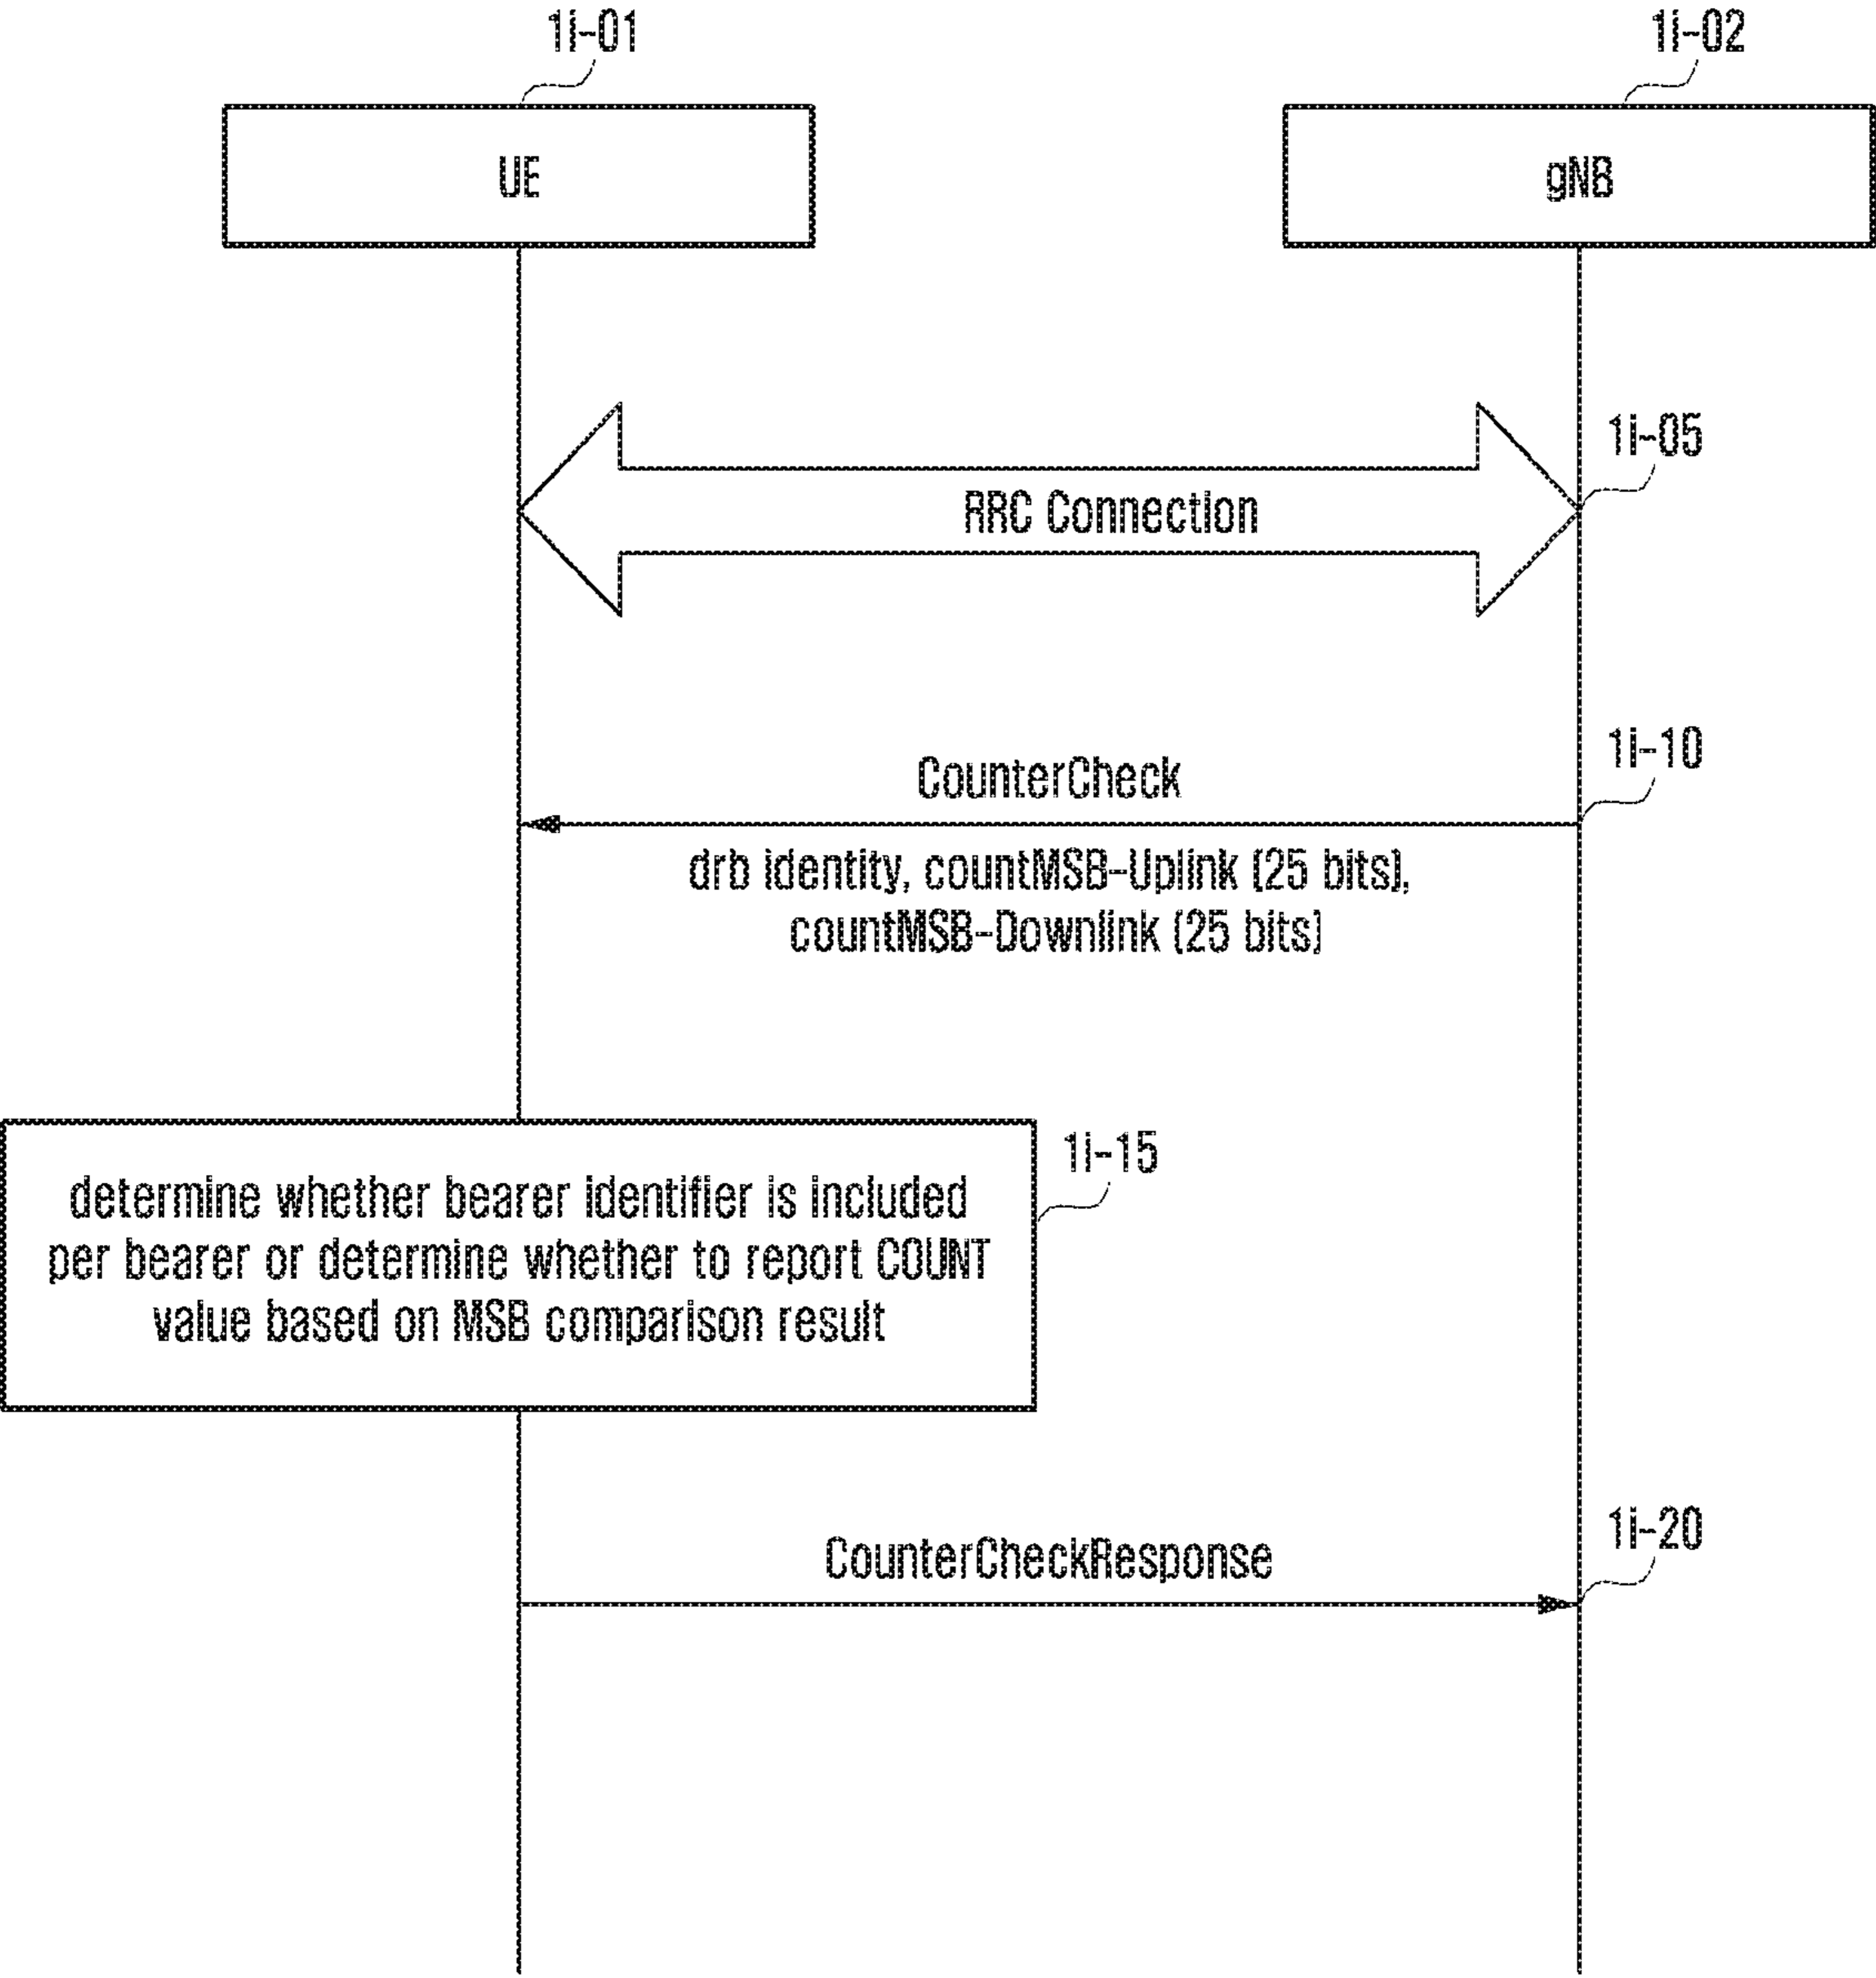 1i-01
1i-02
UE
gNB
1i-05
RRC Connection
1i-10
CounterCheck
drb identity, countMSB-Uplink (25 bits),
countMSB-Downlink (25 bits)
1i-15
determine whether bearer identifier is included
per bearer or determine whether to report COUNT
value based on MSB comparison result
1i-20
CounterCheckResponse